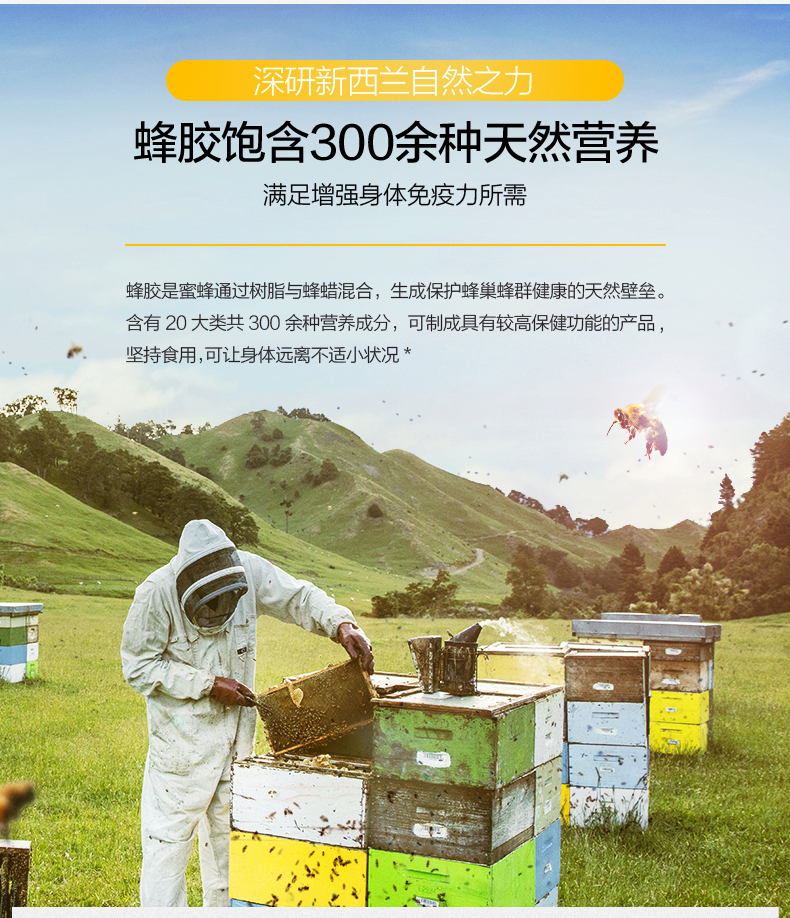 深研新西兰自然之力
蜂胶饱含300余种天然营养
满足增强身体免疫力所需
蜂胶是蜜蜂通过树脂与蜂蜡混合，生成保护蜂巢蜂群健康的天然壁垒。
含有 20 大类共 300 余种营养成分，可制成具有较高保健功能的产品，
坚持食用,可让身体远离不适小状况 *